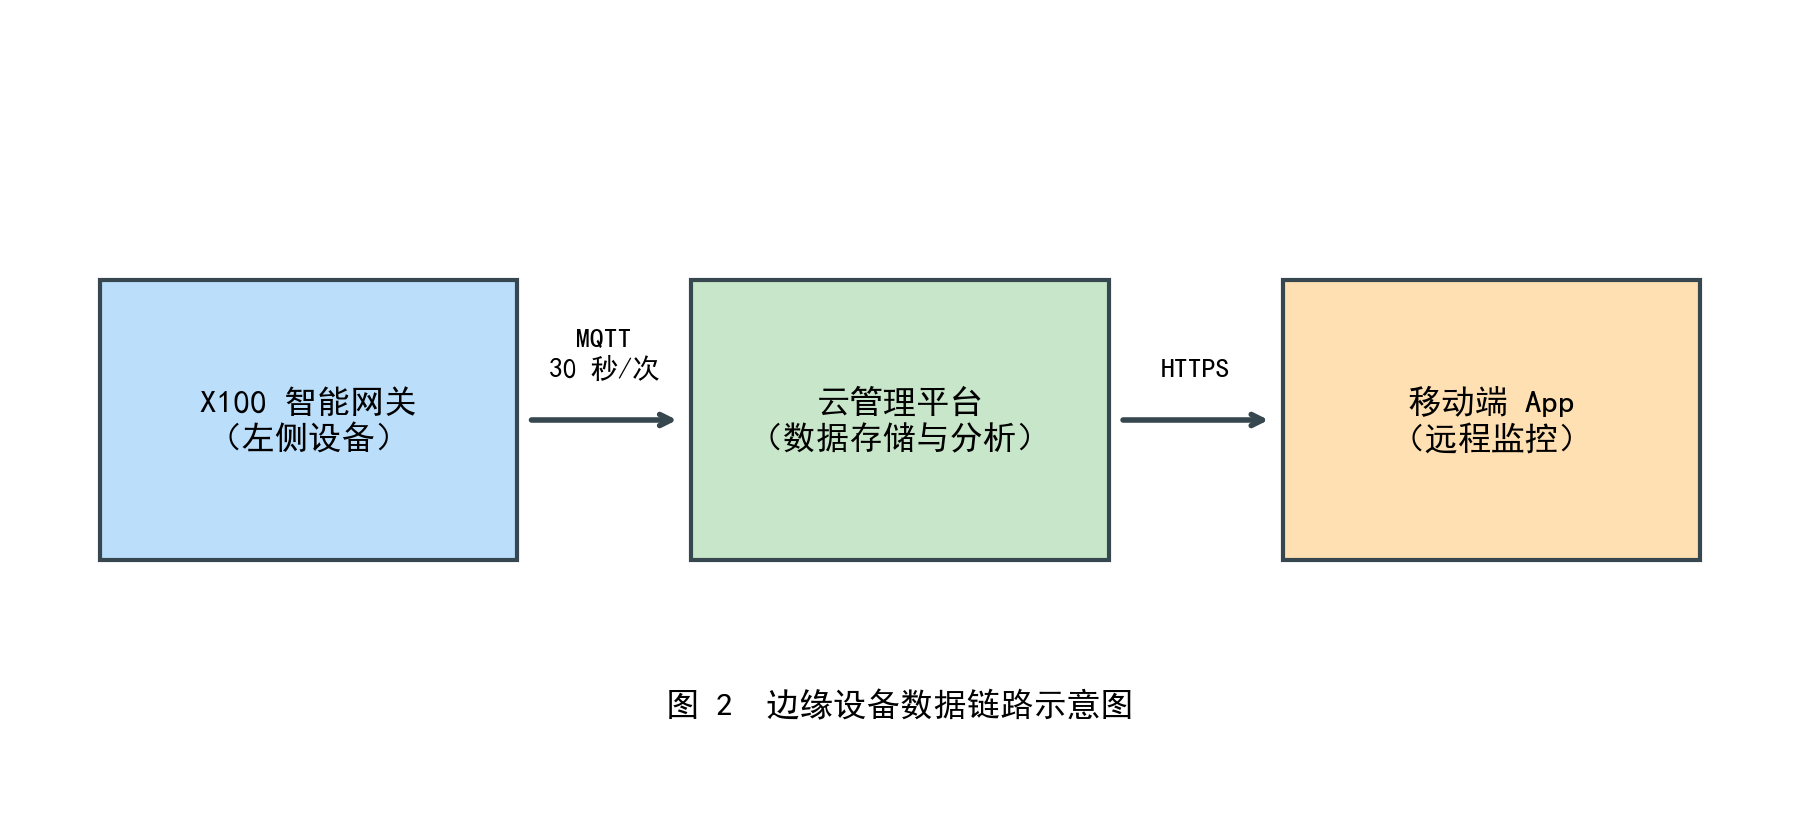 X100 智能网关
（左侧设备）
MQTT
30 秒/次
云管理平台
（数据存储与分析）
HTTPS
移动端 App
（远程监控）
图 2  边缘设备数据链路示意图